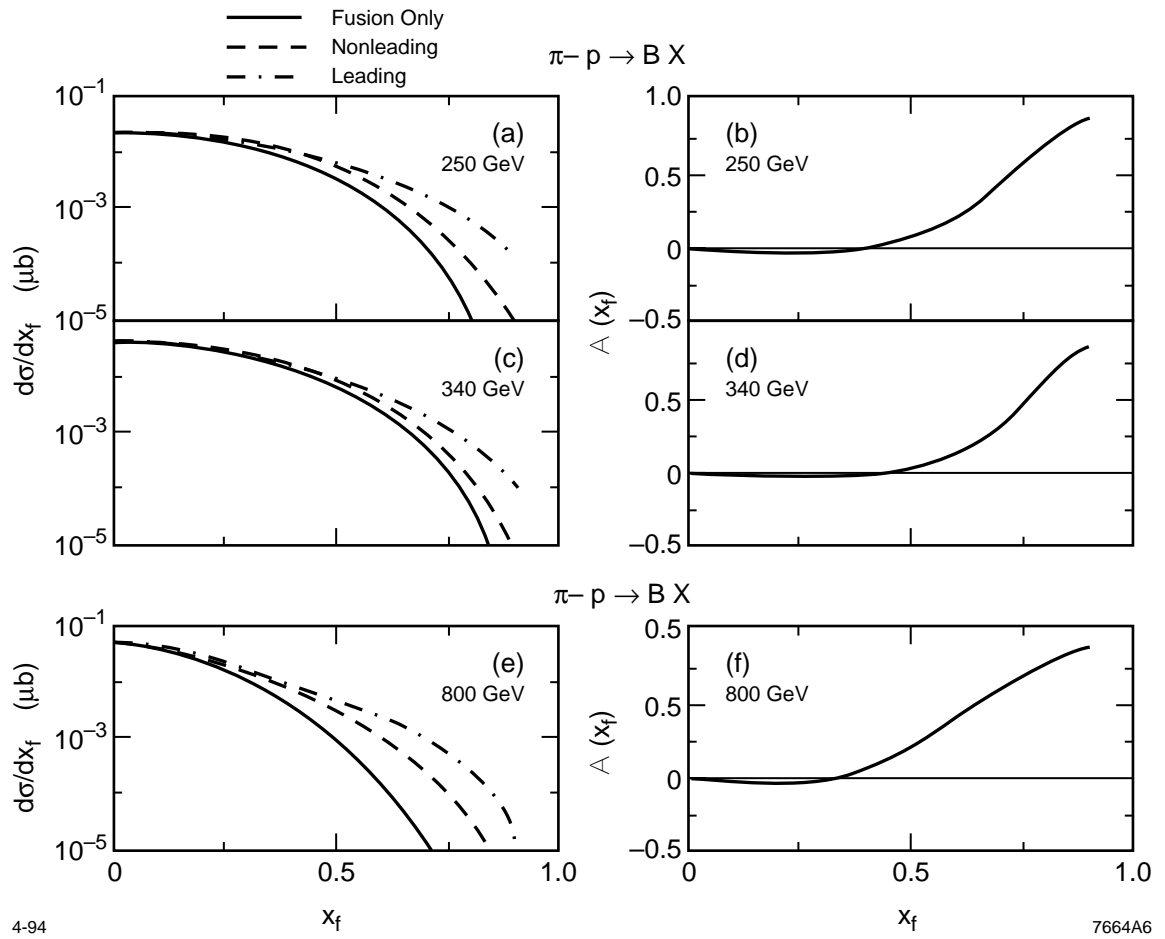 Fusion Only
Nonleading
Leading
π– p → B X
10⁻¹
10⁻³
10⁻⁵
dσ/dx_f (μb)
(a)
250 GeV
1.0
0.5
0
–0.5
A (x_f)
(b)
250 GeV
10⁻³
10⁻⁵
(c)
340 GeV
0.5
0
–0.5
(d)
340 GeV
π– p → B X
10⁻¹
10⁻³
10⁻⁵
dσ/dx_f (μb)
(e)
800 GeV
0.5
0.5
0
–0.5
A (x_f)
(f)
800 GeV
0 0.5 1.0
x_f
0 0.5 1.0
x_f
4-94
7664A6